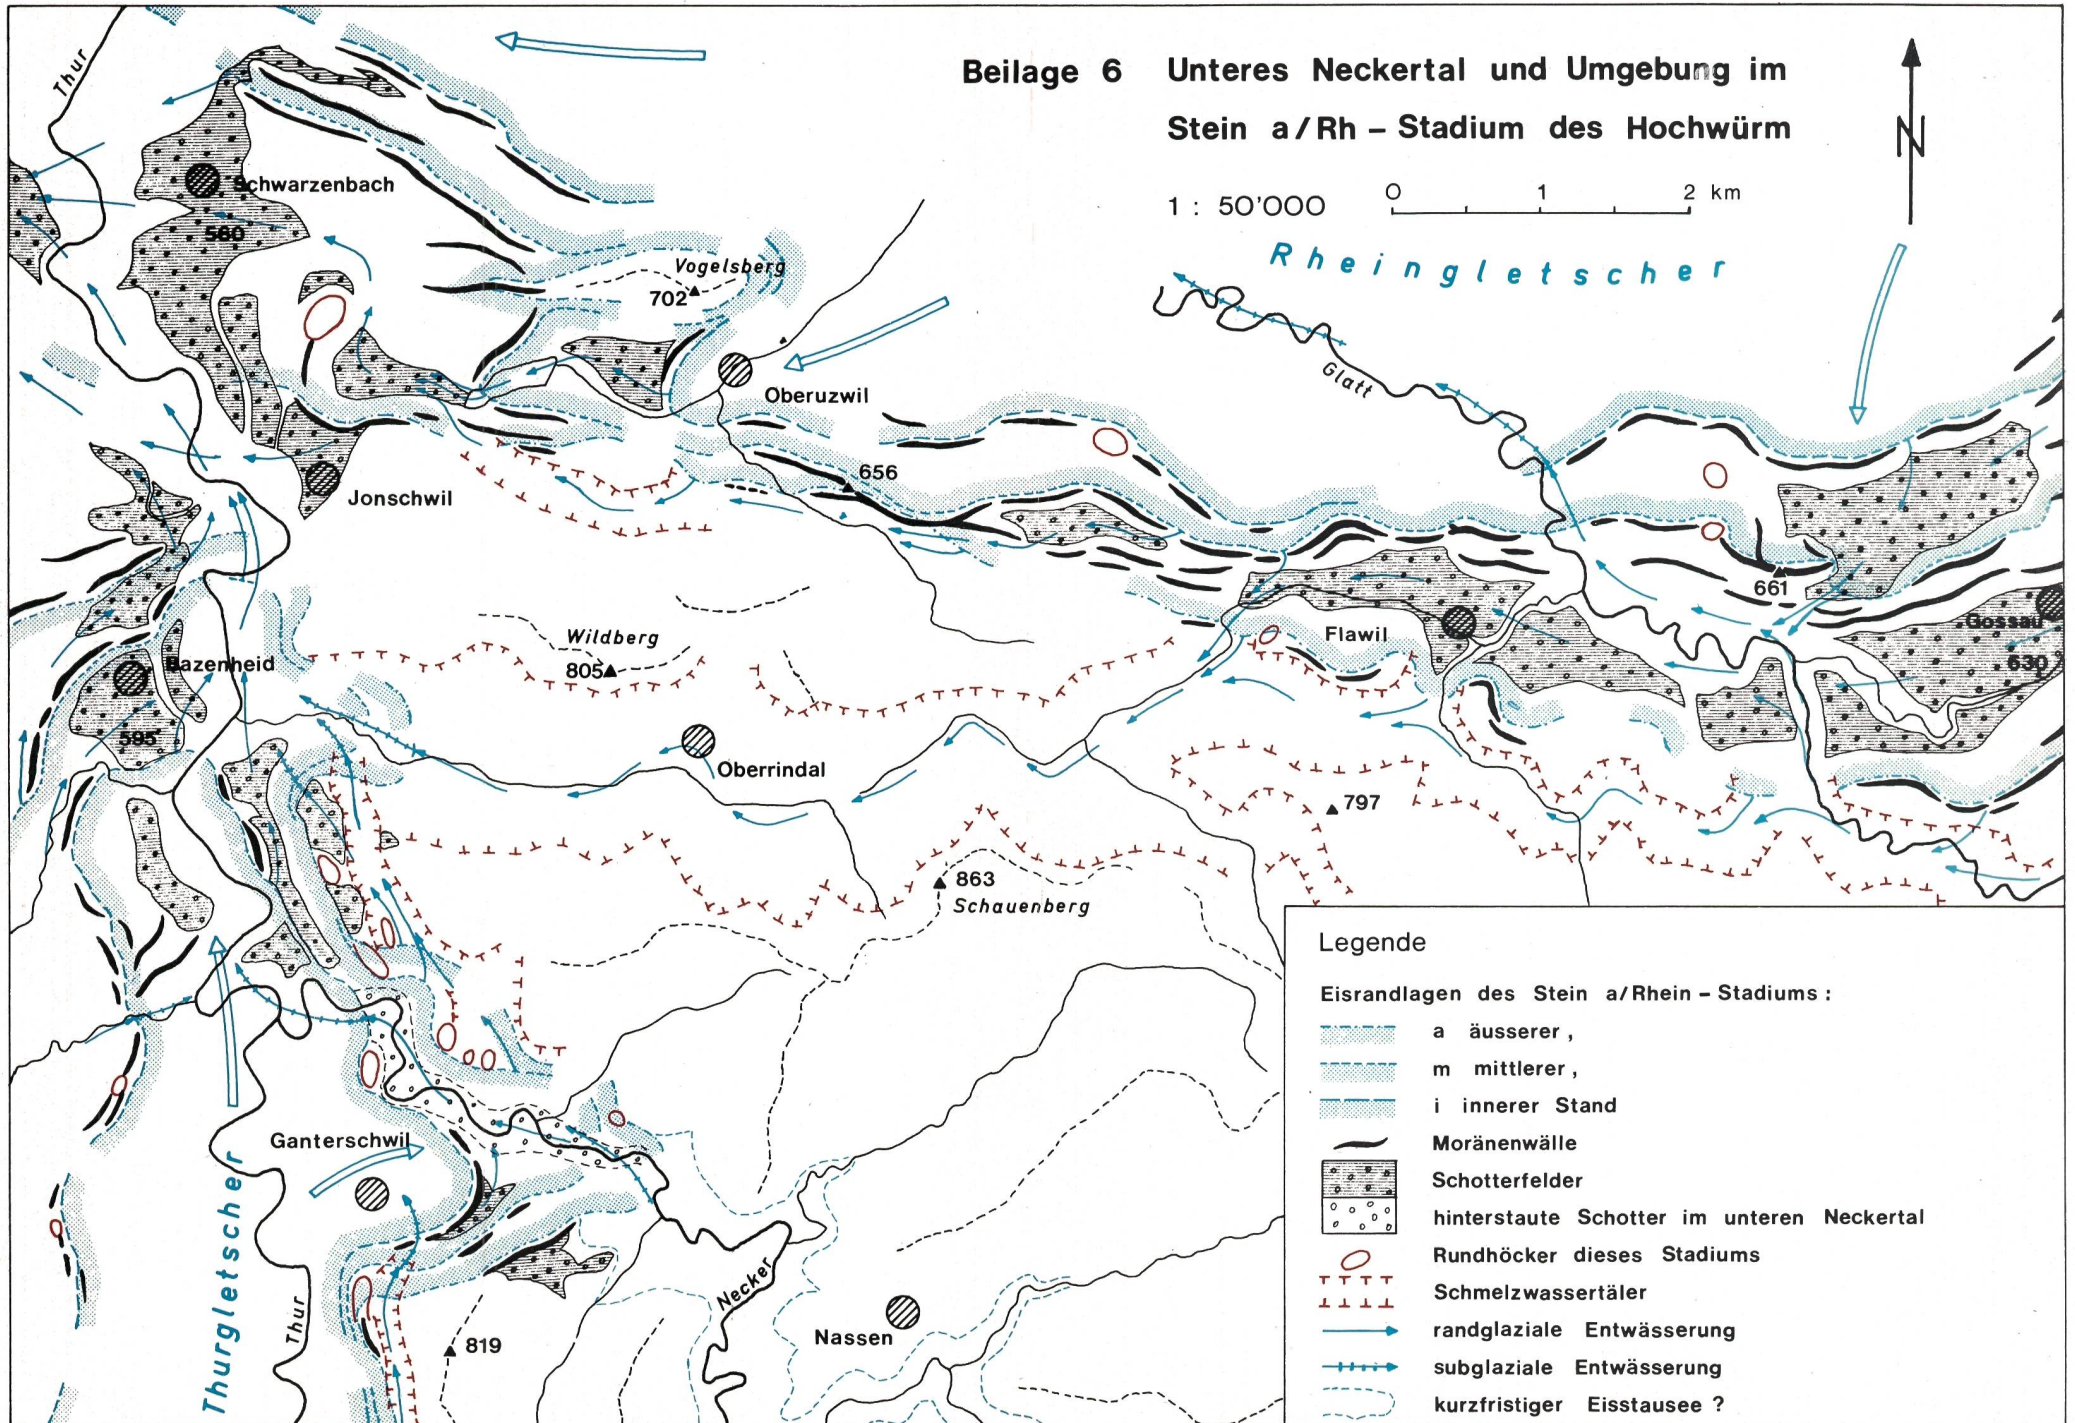 Beilage 6 Unteres Neckertal und Umgebung im
Stein a/Rh – Stadium des Hochwürm
1 : 50'000
0 1 2 km
N
Thur
Schwarzenbach
560
Rheingletscher
Vogelsberg
702
Glatt
Oberuzwil
656
Jonschwil
661
Gossau
630
Wildberg
805
Flawil
Bazenheid
595
Oberrindal
797
863
Schauenberg
Ganterschwil
Thurgletscher
Thur
Necker
Nassen
819
Legende
Eisrandlagen des Stein a/Rhein – Stadiums :
a äusserer ,
m mittlerer ,
i innerer Stand
Moränenwälle
Schotterfelder
hinterstaute Schotter im unteren Neckertal
Rundhöcker dieses Stadiums
Schmelzwassertäler
randglaziale Entwässerung
subglaziale Entwässerung
kurzfristiger Eisstausee ?